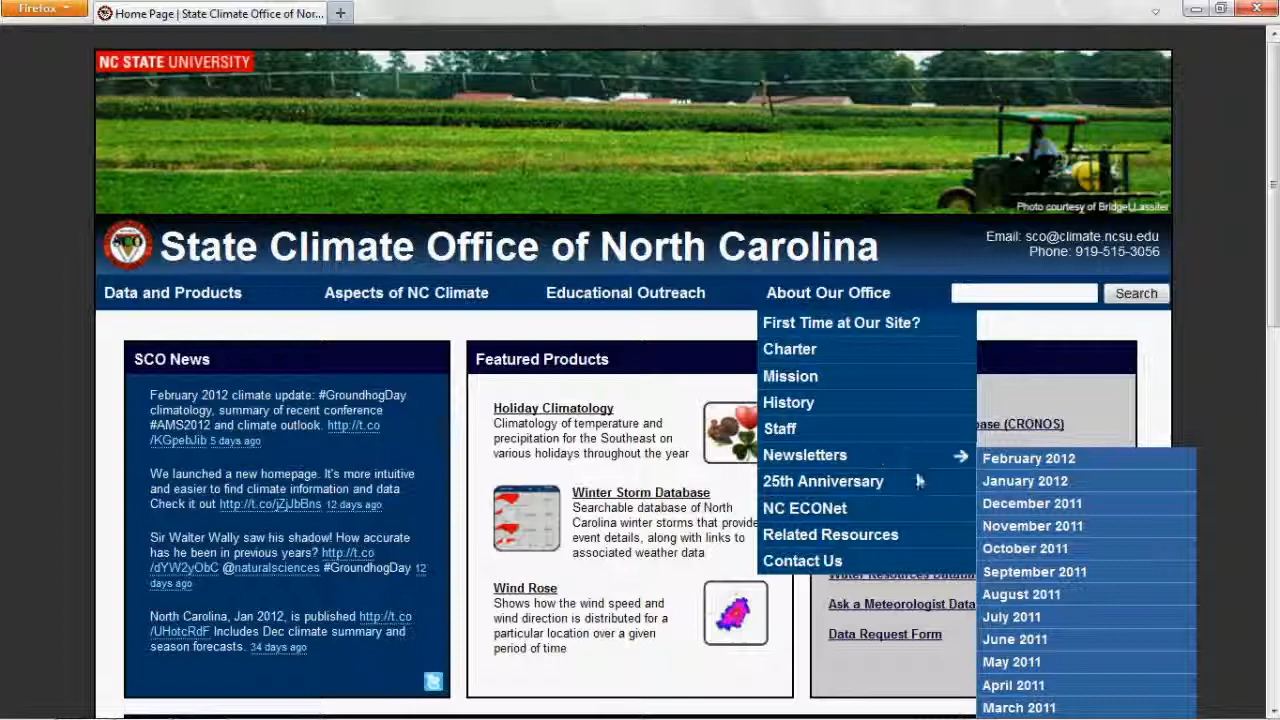 Firefox
Home Page | State Climate Office of Nor...
NC STATE UNIVERSITY
Photo courtesy of Bridget Lassiter
State Climate Office of North Carolina
Email: sco@climate.ncsu.edu
Phone: 919-515-3056
Data and Products
Aspects of NC Climate
Educational Outreach
About Our Office
Search
SCO News
February 2012 climate update: #GroundhogDay
climatology, summary of recent conference
#AMS2012 and climate outlook. http://t.co
/KGpebJib 5 days ago
We launched a new homepage. It's more intuitive
and easier to find climate information and data
Check it out http://t.co/jZjJbBns 12 days ago
Sir Walter Wally saw his shadow! How accurate
has he been in previous years? http://t.co
/dYW2yObC @naturalsciences #GroundhogDay 12
days ago
North Carolina, Jan 2012, is published http://t.co
/UHotcRdF Includes Dec climate summary and
season forecasts. 34 days ago
Featured Products
Holiday Climatology
Climatology of temperature and
precipitation for the Southeast on
various holidays throughout the year
Winter Storm Database
Searchable database of North
Carolina winter storms that provide
event details, along with links to
associated weather data
Wind Rose
Shows how the wind speed and
wind direction is distributed for a
particular location over a given
period of time
First Time at Our Site?
Charter
Mission
History
Staff
Newsletters
25th Anniversary
NC ECONet
Related Resources
Contact Us
(CRONOS)
Ask a Meteorologist Data
Data Request Form
February 2012
January 2012
December 2011
November 2011
October 2011
September 2011
August 2011
July 2011
June 2011
May 2011
April 2011
March 2011